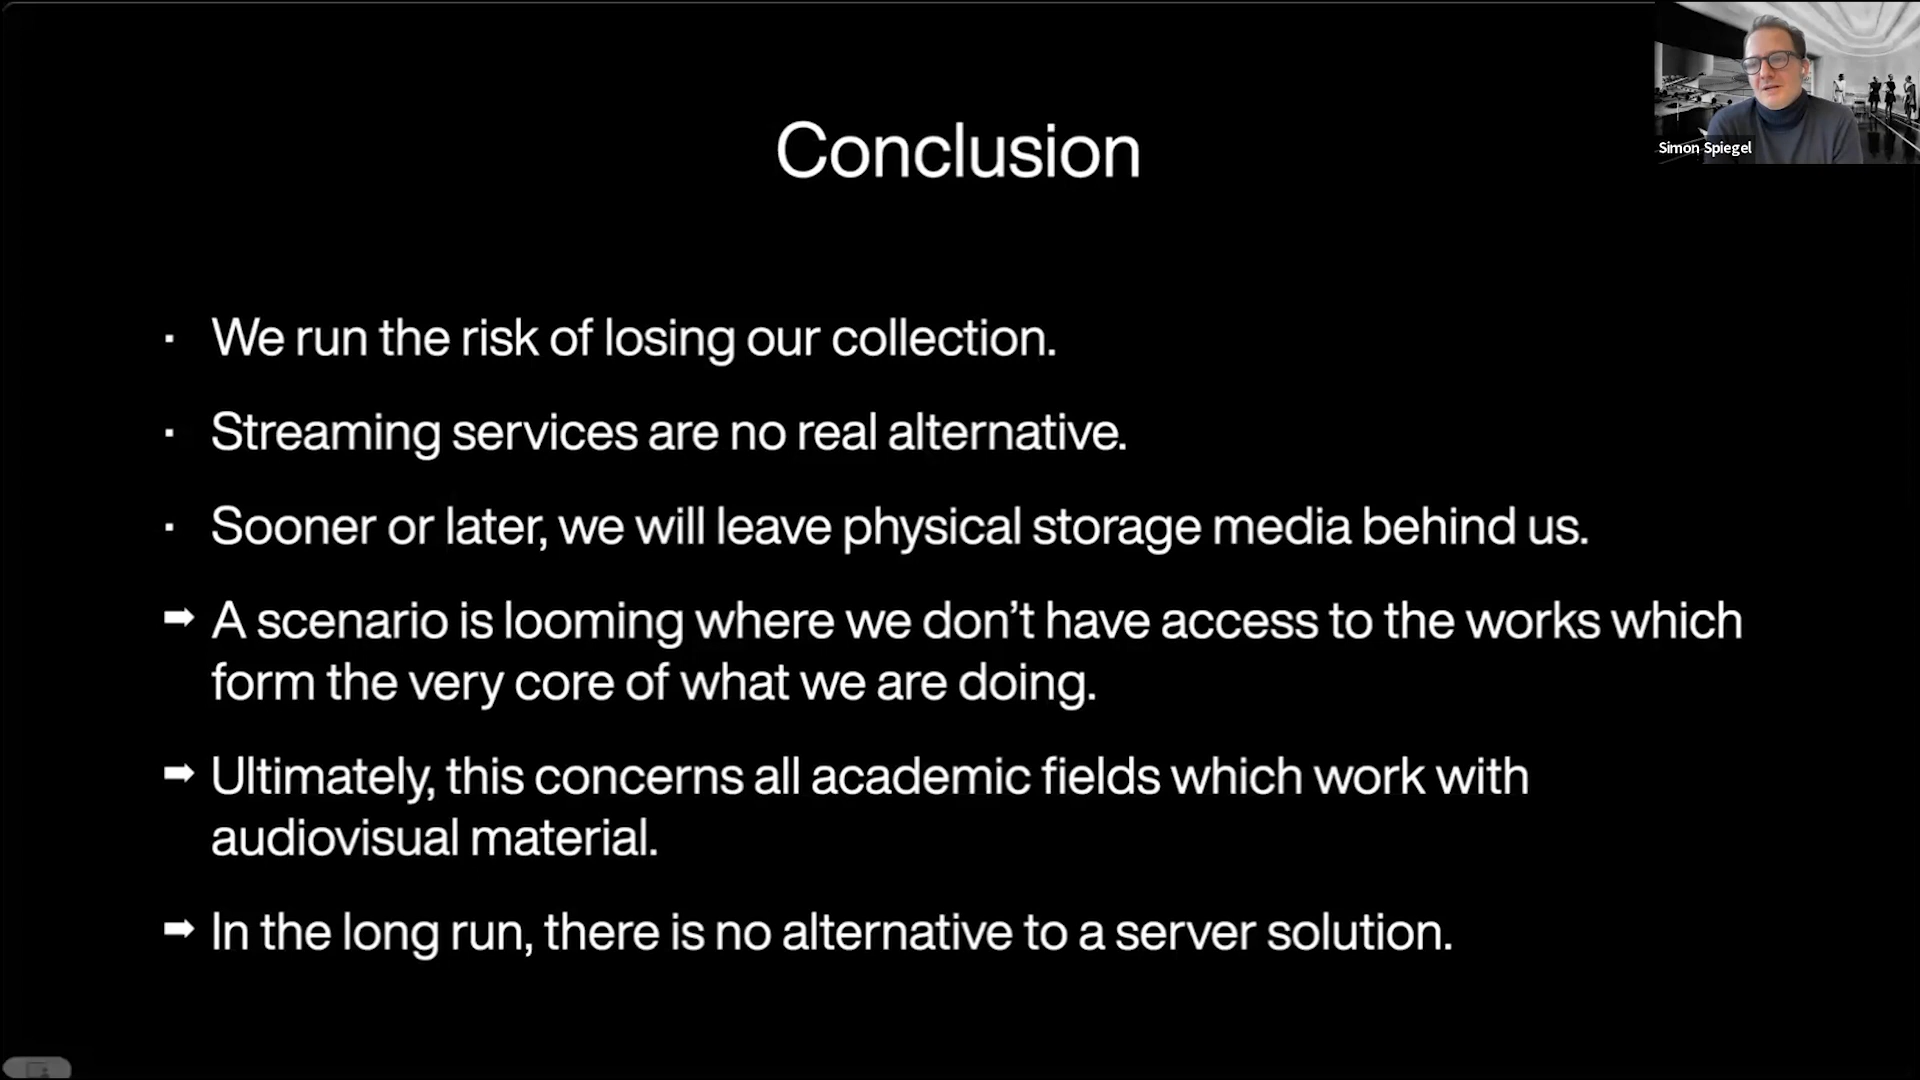 Conclusion
Simon Spiegel
· We run the risk of losing our collection.
· Streaming services are no real alternative.
· Sooner or later, we will leave physical storage media behind us.
➡ A scenario is looming where we don’t have access to the works which
form the very core of what we are doing.
➡ Ultimately, this concerns all academic fields which work with
audiovisual material.
➡ In the long run, there is no alternative to a server solution.